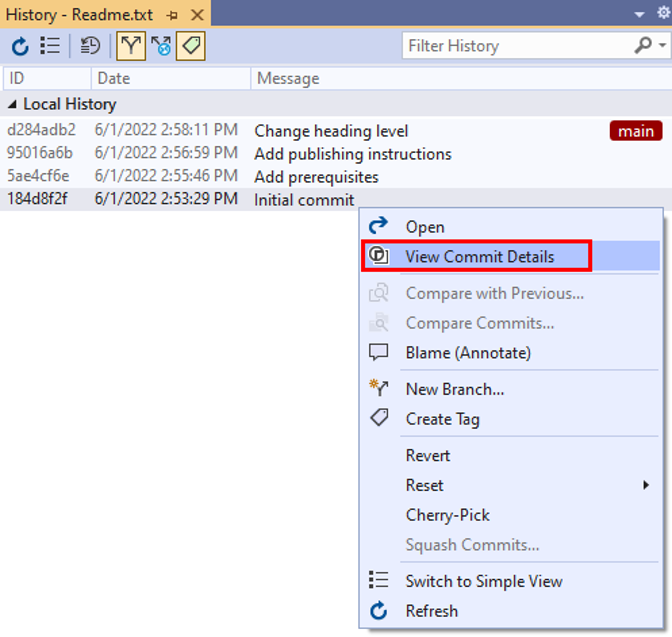 History - Readme.txt
Filter History
ID Date Message
Local History
d284adb2 6/1/2022 2:58:11 PM Change heading level main
95016a6b 6/1/2022 2:56:59 PM Add publishing instructions
5ae4cf6e 6/1/2022 2:55:46 PM Add prerequisites
184d8f2f 6/1/2022 2:53:29 PM Initial commit
Open
View Commit Details
Compare with Previous...
Compare Commits...
Blame (Annotate)
New Branch...
Create Tag
Revert
Reset
Cherry-Pick
Squash Commits...
Switch to Simple View
Refresh